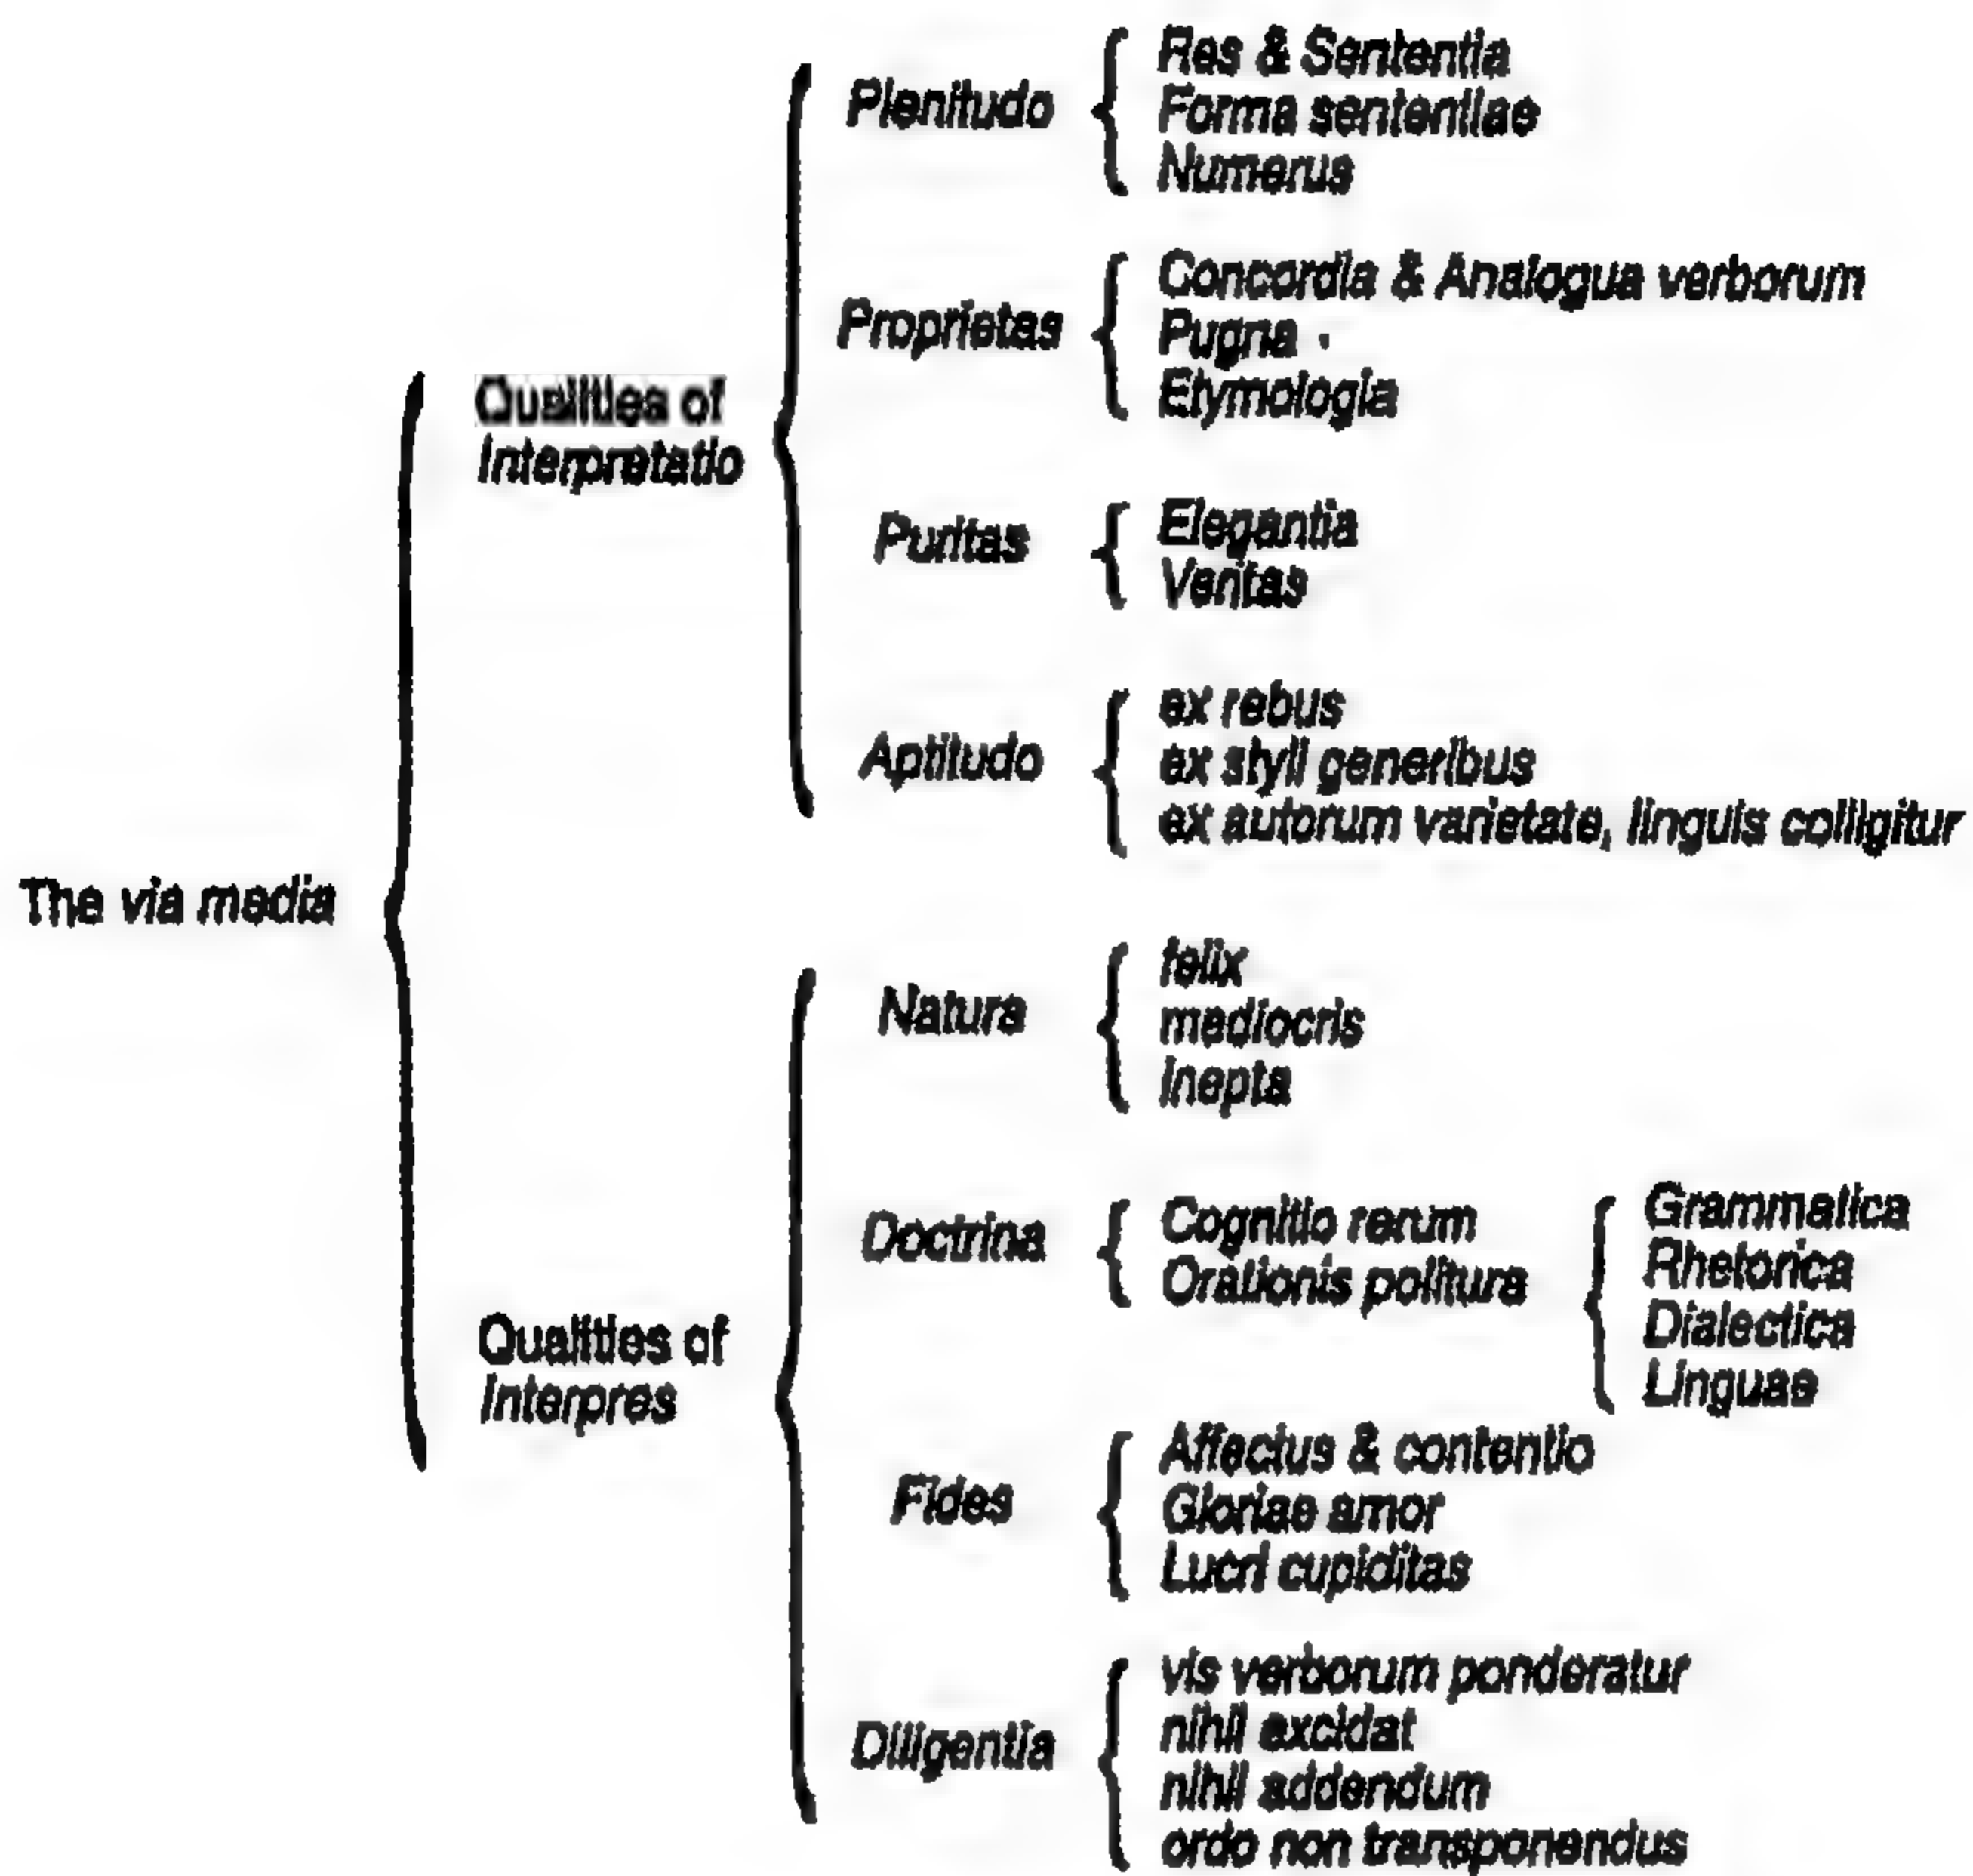 The via media
Qualities of
Interpretatio
Plenitudo
Res & Sententia
Forma sententiae
Numerus
Proprietas
Concordia & Analogua verborum
Pugna
Etymologia
Puritas
Elegantia
Veritas
Aptitudo
ex rebus
ex styli generibus
ex autorum varietate, linguis colligitur
Qualities of
Interpres
Natura
felix
mediocris
inepta
Doctrina
Cognitio rerum
Orationis politura
Grammatica
Rhetorica
Dialectica
Linguae
Fides
Affectus & contentio
Gloriae amor
Lucri cupiditas
Diligentia
vis verborum ponderatur
nihil excidat
nihil addendum
ordo non transponendus